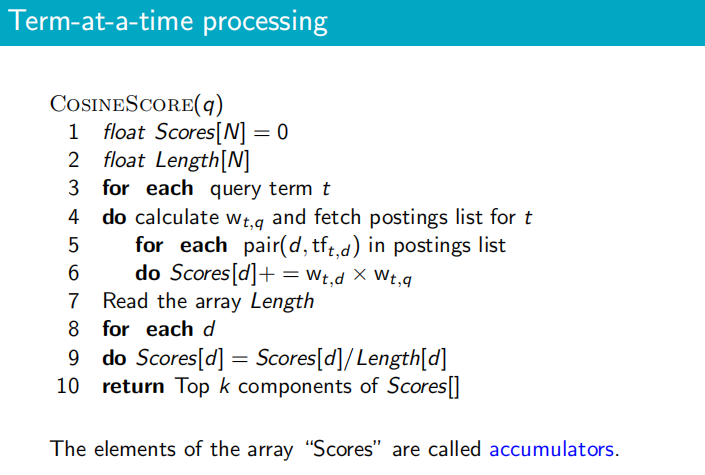 Term-at-a-time processing
CosineScore(q)
1 float Scores[N] = 0
2 float Length[N]
3 for each query term t
4 do calculate w_{t,q} and fetch postings list for t
5 for each pair(d, tf_{t,d}) in postings list
6 do Scores[d]+ = w_{t,d} × w_{t,q}
7 Read the array Length
8 for each d
9 do Scores[d] = Scores[d]/Length[d]
10 return Top k components of Scores[]
The elements of the array “Scores” are called accumulators.